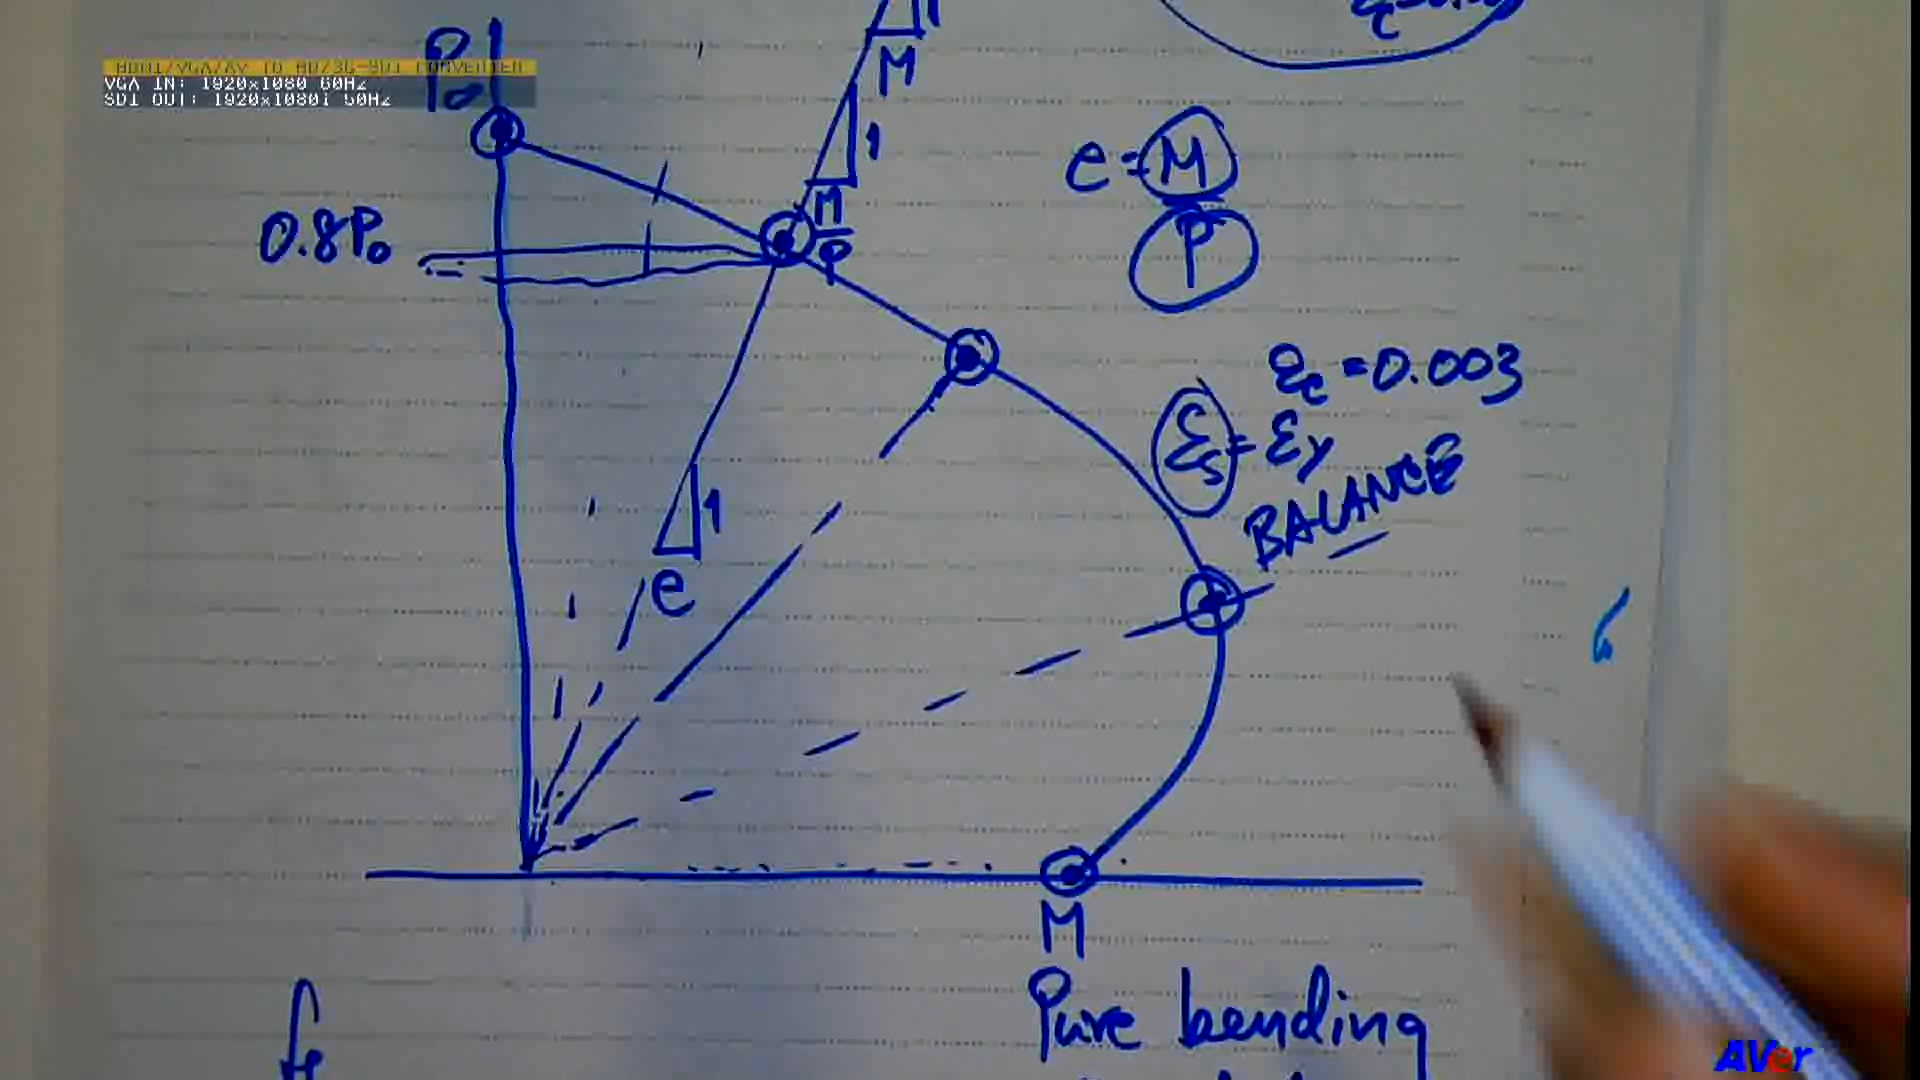 P
Po
HDMI/VGA/AV TO HD/3G-SDI CONVERTER
VGA IN: 1920x1080 60Hz
SDI OUT: 1920x1080i 50Hz
1
M
1
M
P
0.8Po
e = M
P
εc = 0.003
εs = εy
BALANCE
1
e
M
Pure bending
AVer